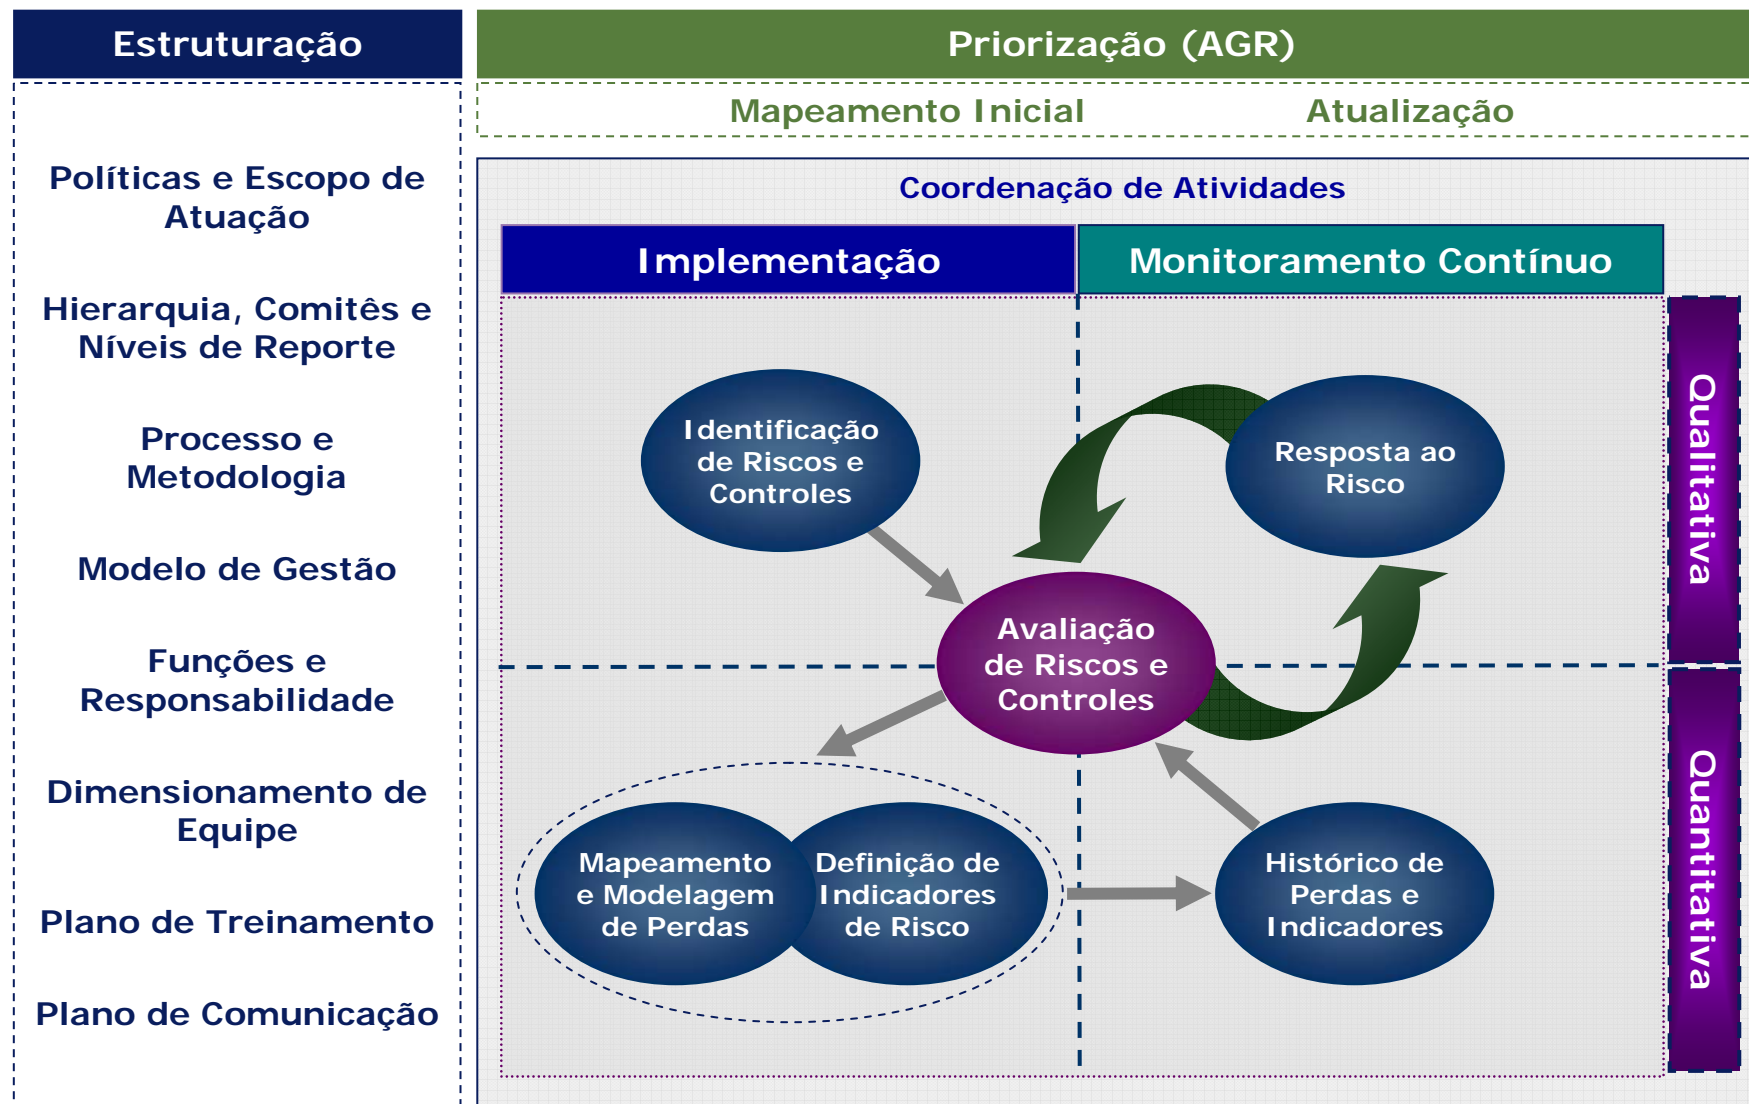 Estruturação
Políticas e Escopo de
Atuação
Hierarquia, Comitês e
Níveis de Reporte
Processo e
Metodologia
Modelo de Gestão
Funções e
Responsabilidade
Dimensionamento de
Equipe
Plano de Treinamento
Plano de Comunicação
Priorização (AGR)
Mapeamento Inicial
Atualização
Coordenação de Atividades
Implementação
Monitoramento Contínuo
Identificação
de Riscos e
Controles
Resposta ao
Risco
Avaliação
de Riscos e
Controles
Mapeamento
e Modelagem
de Perdas
Definição de
Indicadores
de Risco
Histórico de
Perdas e
Indicadores
Qualitativa
Quantitativa